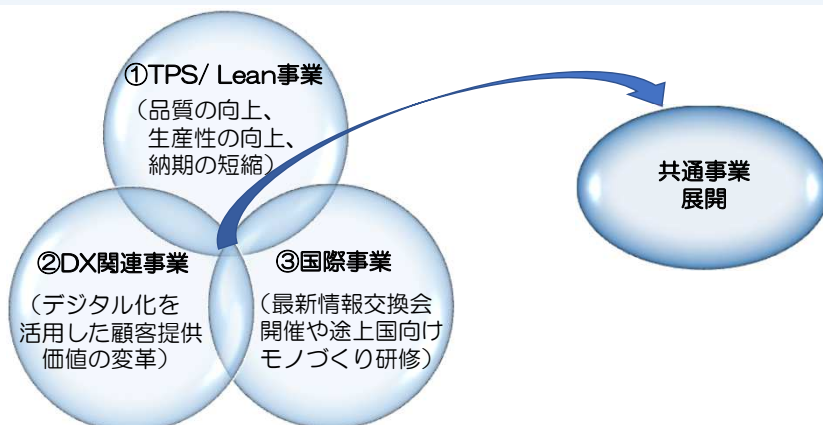 ①TPS/ Lean事業
（品質の向上、
生産性の向上、
納期の短縮）
②DX関連事業
（デジタル化を
活用した顧客提供
価値の変革）
③国際事業
（最新情報交換会
開催や途上国向け
モノづくり研修）
共通事業
展開